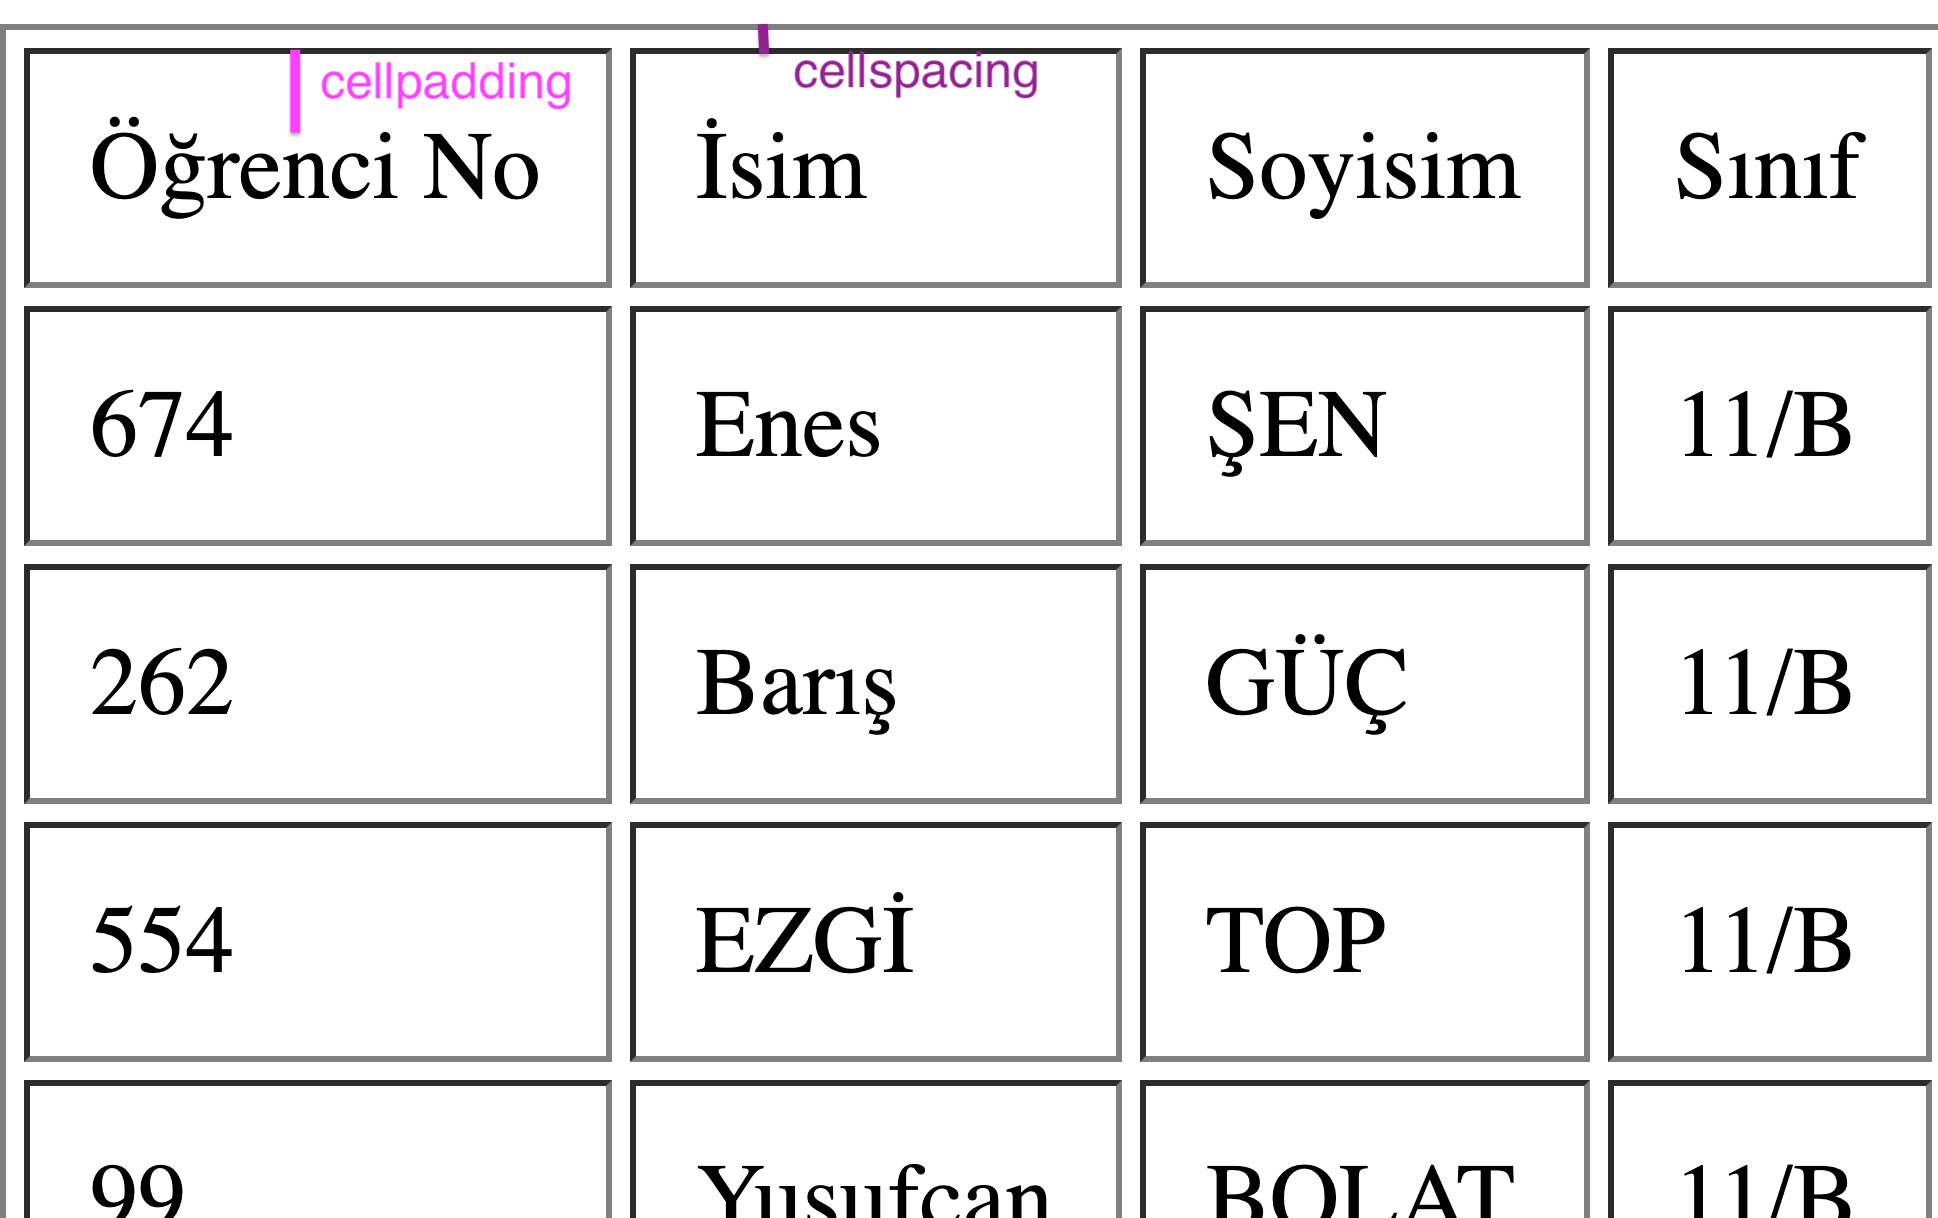 cellpadding cellspacing
Öğrenci No İsim Soyisim Sınıf
674 Enes ŞEN 11/B
262 Barış GÜÇ 11/B
554 EZGİ TOP 11/B
99 Yusufcan BOLAT 11/B